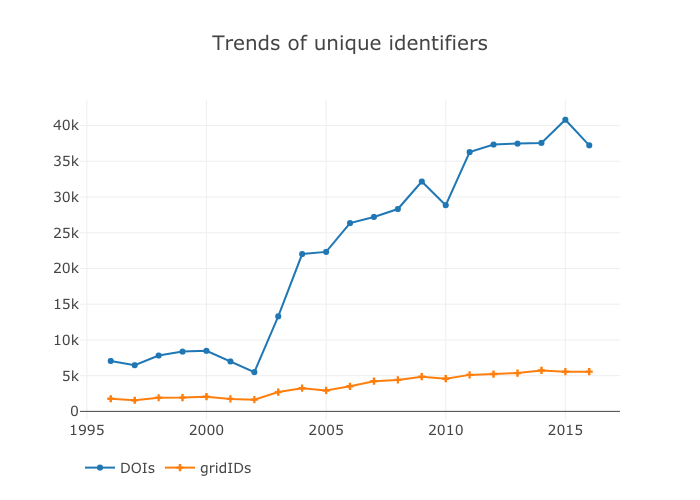 Trends of unique identifiers
40k
35k
30k
25k
20k
15k
10k
5k
0
1995 2000 2005 2010 2015
DOIs gridIDs